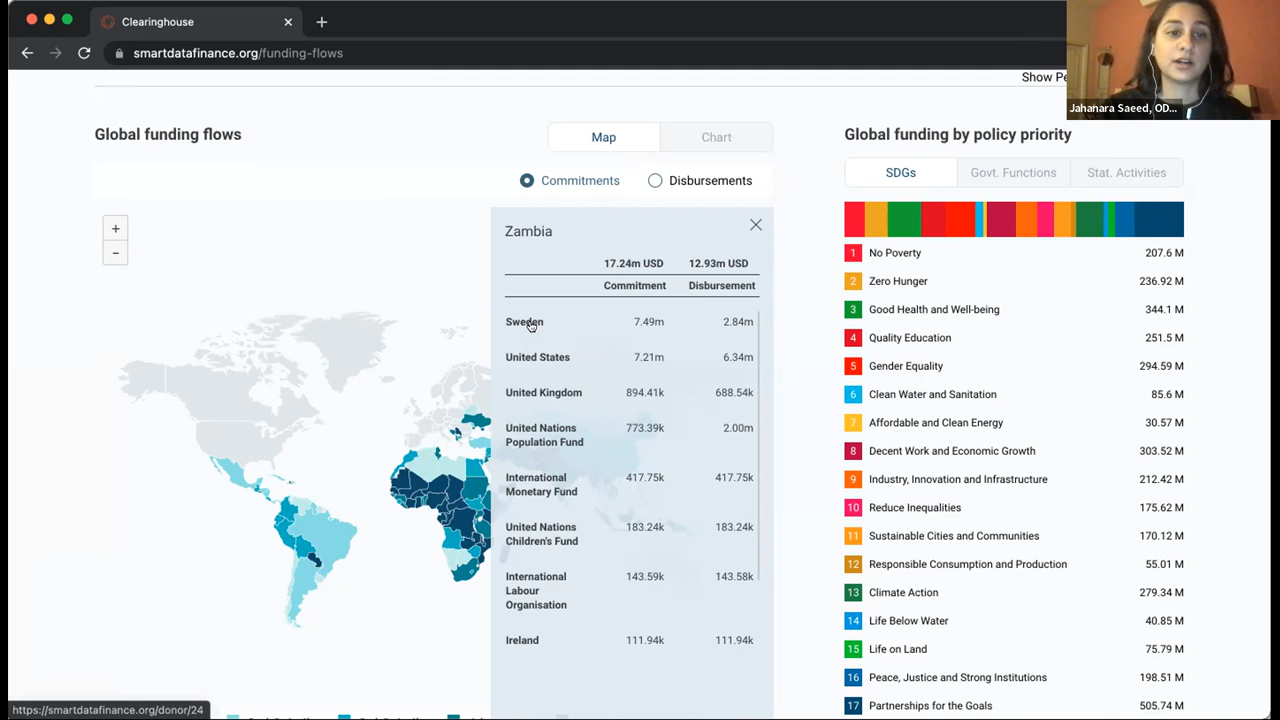 Clearinghouse
smartdatafinance.org/funding-flows
Show Pe
Jahanara Saeed, OD...
Global funding flows
Map
Chart
Commitments
Disbursements
+
−
Zambia
17.24m USD 12.93m USD
Commitment Disbursement
Sweden 7.49m 2.84m
United States 7.21m 6.34m
United Kingdom 894.41k 688.54k
United Nations 773.39k 2.00m
Population Fund
International 417.75k 417.75k
Monetary Fund
United Nations 183.24k 183.24k
Children's Fund
International 143.59k 143.58k
Labour
Organisation
Ireland 111.94k 111.94k
Global funding by policy priority
SDGs
Govt. Functions
Stat. Activities
1 No Poverty 207.6 M
2 Zero Hunger 236.92 M
3 Good Health and Well-being 344.1 M
4 Quality Education 251.5 M
5 Gender Equality 294.59 M
6 Clean Water and Sanitation 85.6 M
7 Affordable and Clean Energy 30.57 M
8 Decent Work and Economic Growth 303.52 M
9 Industry, Innovation and Infrastructure 212.42 M
10 Reduce Inequalities 175.62 M
11 Sustainable Cities and Communities 170.12 M
12 Responsible Consumption and Production 55.01 M
13 Climate Action 279.34 M
14 Life Below Water 40.85 M
15 Life on Land 75.79 M
16 Peace, Justice and Strong Institutions 198.51 M
17 Partnerships for the Goals 505.74 M
https://smartdatafinance.org/donor/24